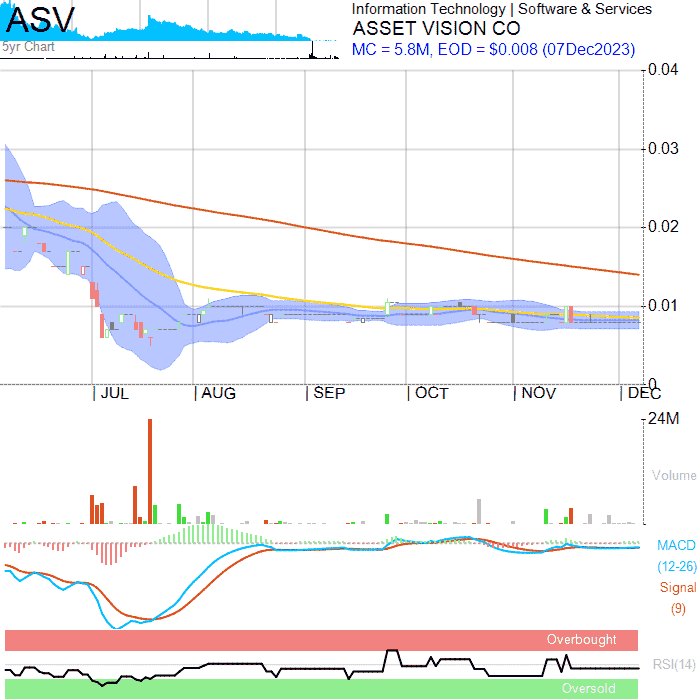 ASV
5yr Chart
Information Technology | Software & Services
ASSET VISION CO
MC = 5.8M, EOD = $0.008 (07Dec2023)
0.04
0.03
0.02
0.01
0
JUL
AUG
SEP
OCT
NOV
DEC
24M
Volume
MACD
(12-26)
Signal
(9)
Overbought
RSI(14)
Oversold